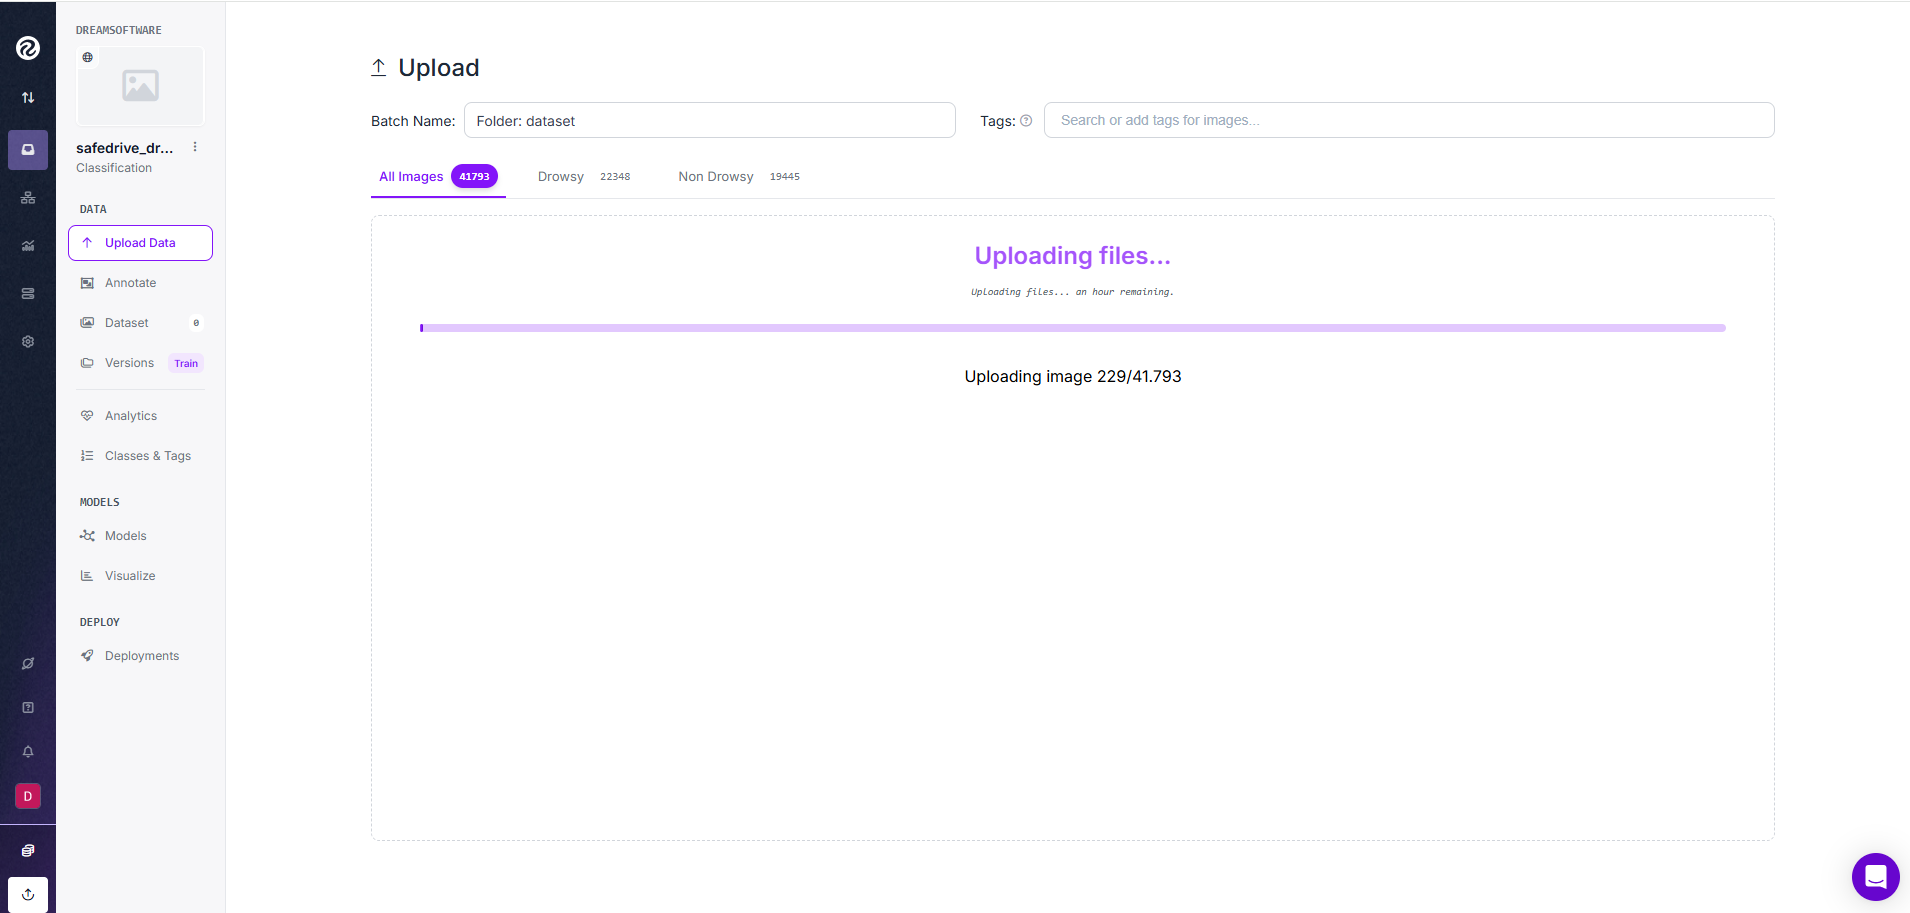 DREAMSOFTWARE
safedrive_dr...
Classification
DATA
Upload Data
Annotate
Dataset 0
Versions Train
Analytics
Classes & Tags
MODELS
Models
Visualize
DEPLOY
Deployments
D
Upload
Batch Name: Folder: dataset
Tags: Search or add tags for images...
All Images 41793 Drowsy 22348 Non Drowsy 19445
Uploading files...
Uploading files... an hour remaining.
Uploading image 229/41.793